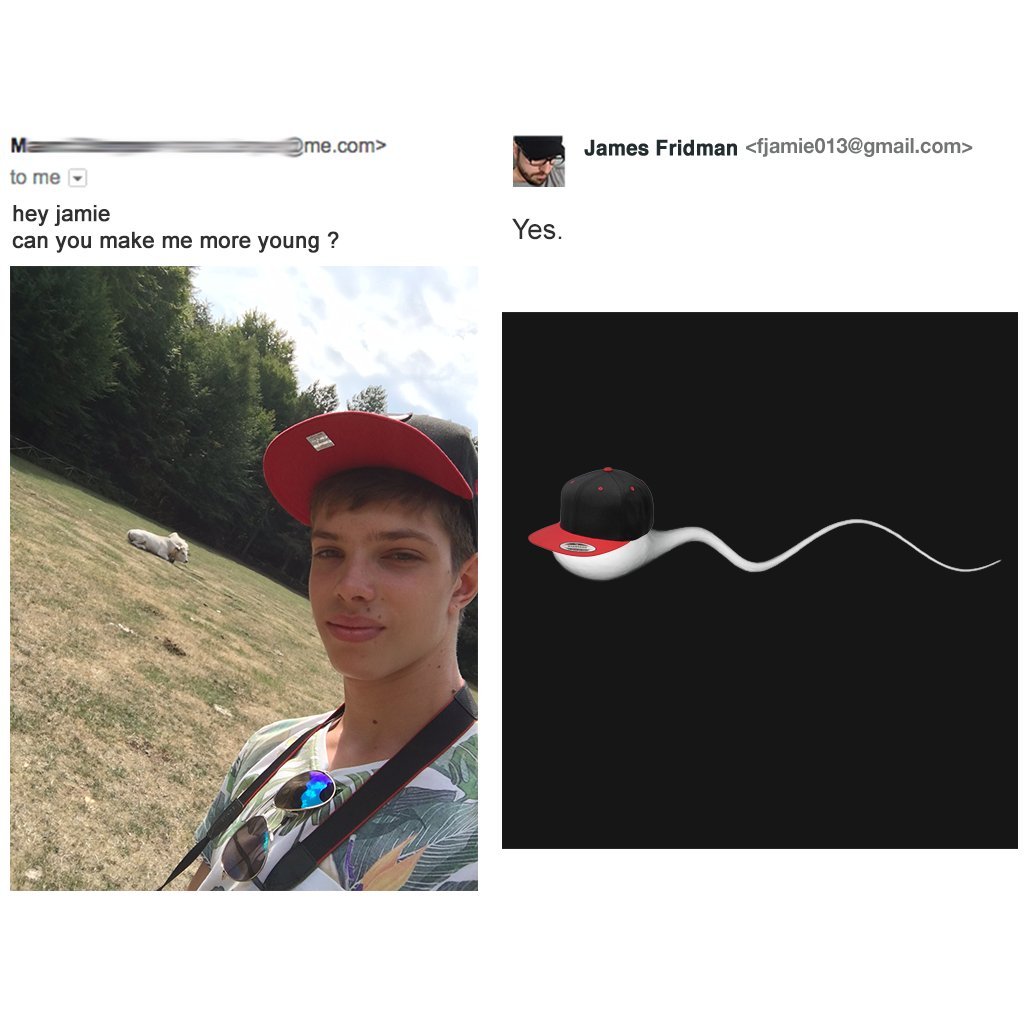 M
@me.com>
to me
hey jamie
can you make me more young ?
James Fridman <fjamie013@gmail.com>
Yes.